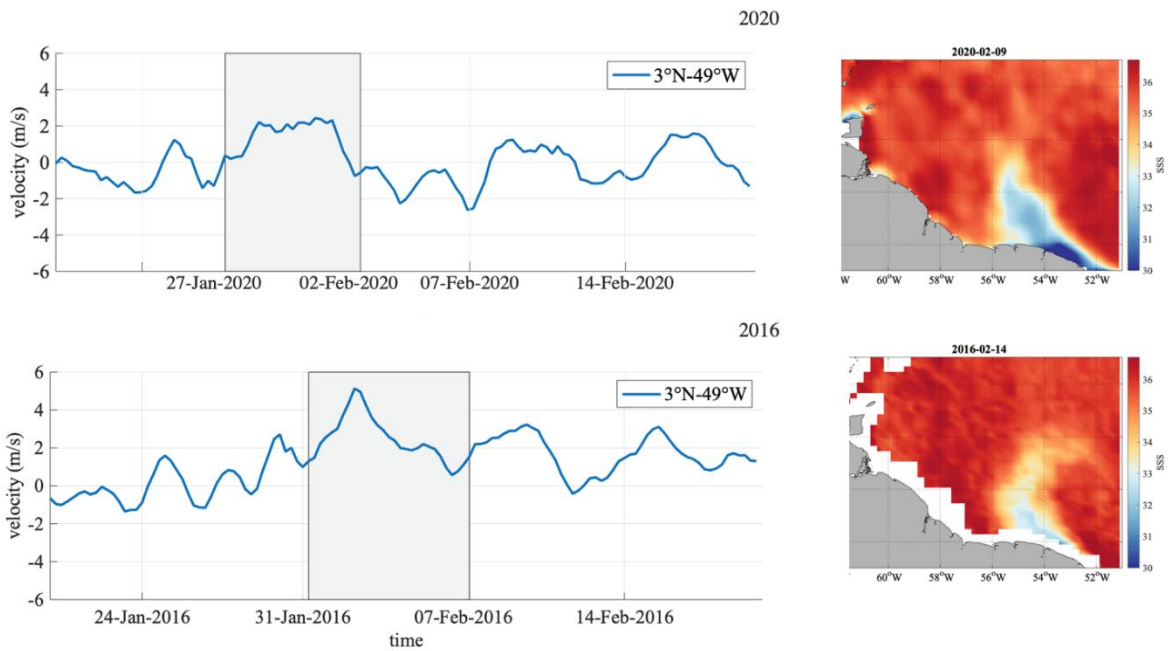 2020
6
4
2
0
-2
-4
-6
velocity (m/s)
3°N-49°W
27-Jan-2020 02-Feb-2020 07-Feb-2020 14-Feb-2020
2020-02-09
36
35
34
33
32
31
30
SSS
W 60°W 58°W 56°W 54°W 52°W
2016
6
4
2
0
-2
-4
-6
velocity (m/s)
3°N-49°W
24-Jan-2016 31-Jan-2016 07-Feb-2016 14-Feb-2016
time
2016-02-14
36
35
34
33
32
31
30
SSS
60°W 58°W 56°W 54°W 52°W